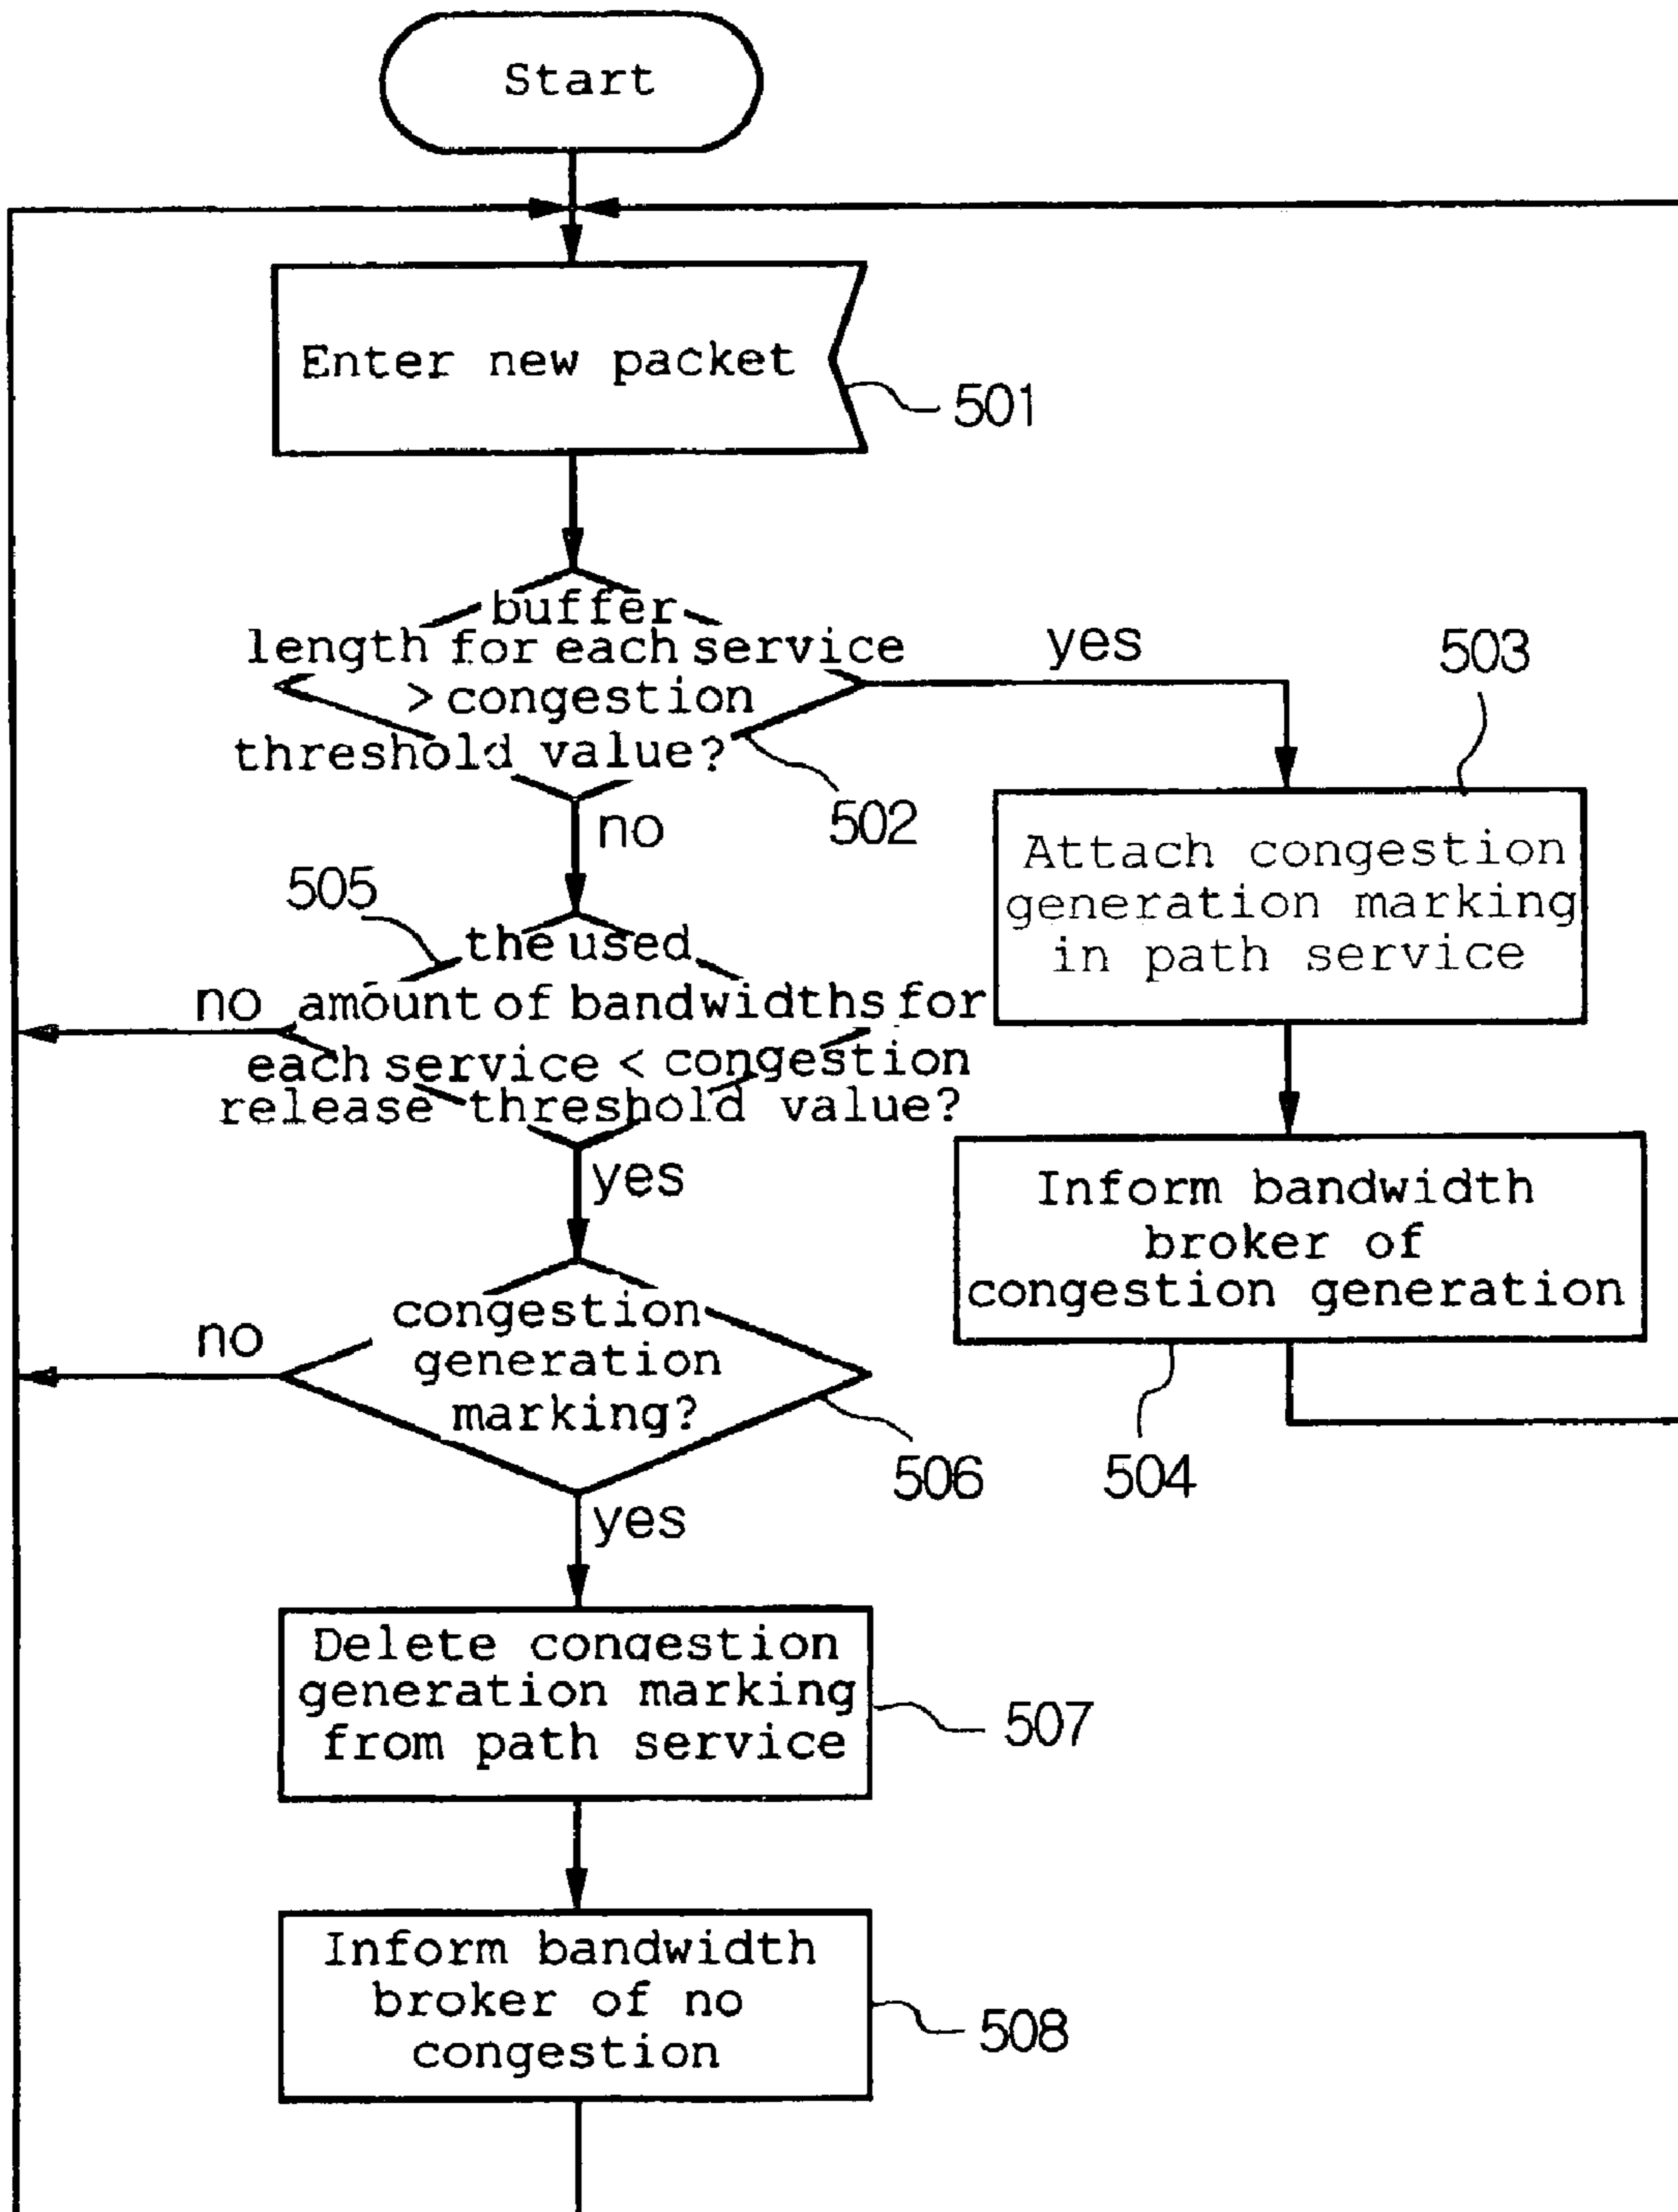 Start
Enter new packet
501
buffer
length for each service
> congestion
threshold value?
yes
502
no
503
Attach congestion
generation marking
in path service
505
the used
amount of bandwidths for
each service < congestion
release threshold value?
no
yes
Inform bandwidth
broker of
congestion generation
504
congestion
generation
marking?
no
506
yes
Delete congestion
generation marking
from path service
507
Inform bandwidth
broker of no
congestion
508